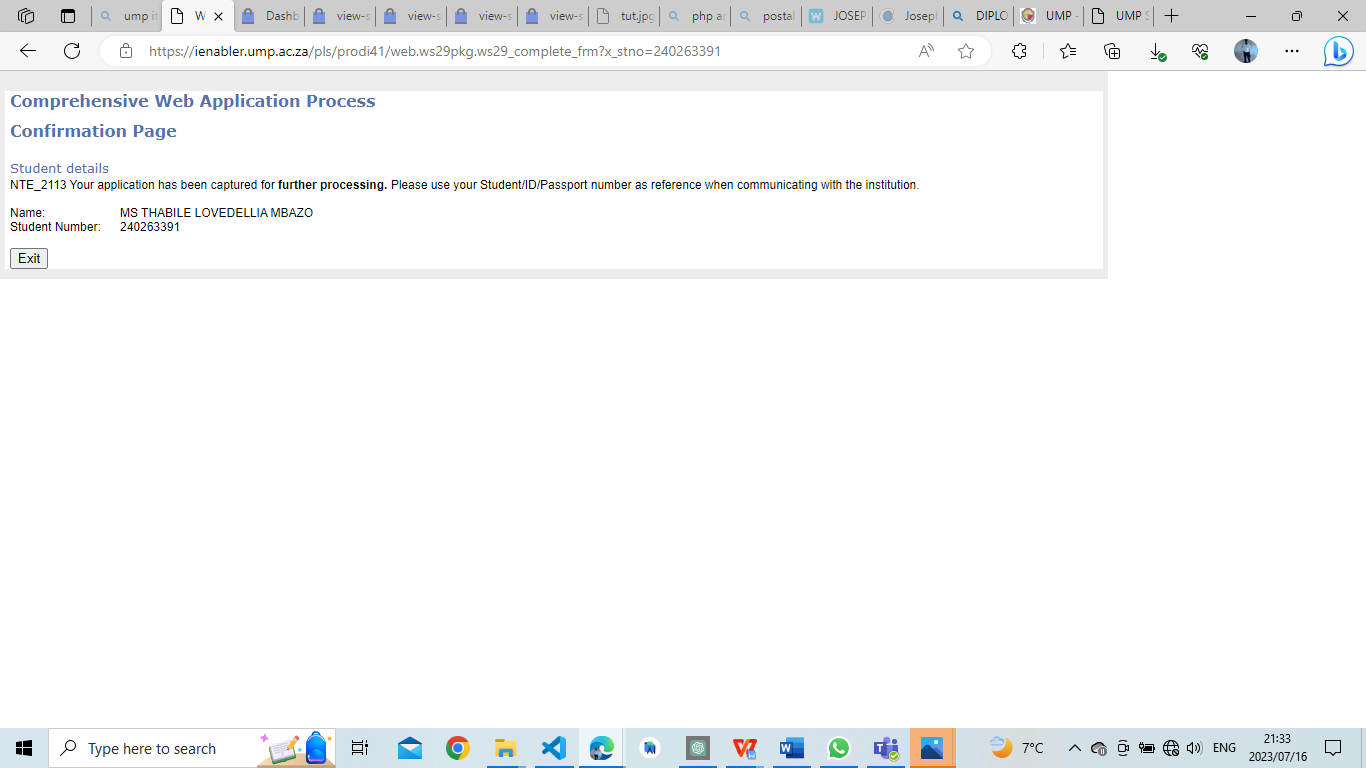 ump it
W
Dashb
view-s
view-s
view-s
view-s
tut.jpg
php ar
postal
JOSEP
Joseph
DIPLO
UMP -
UMP S
https://ienabler.ump.ac.za/pls/prodi41/web.ws29pkg.ws29_complete_frm?x_stno=240263391
Comprehensive Web Application Process
Confirmation Page
Student details
NTE_2113 Your application has been captured for further processing. Please use your Student/ID/Passport number as reference when communicating with the institution.
Name: MS THABILE LOVEDELLIA MBAZO
Student Number: 240263391
Exit
Type here to search
7°C
ENG
21:33
2023/07/16